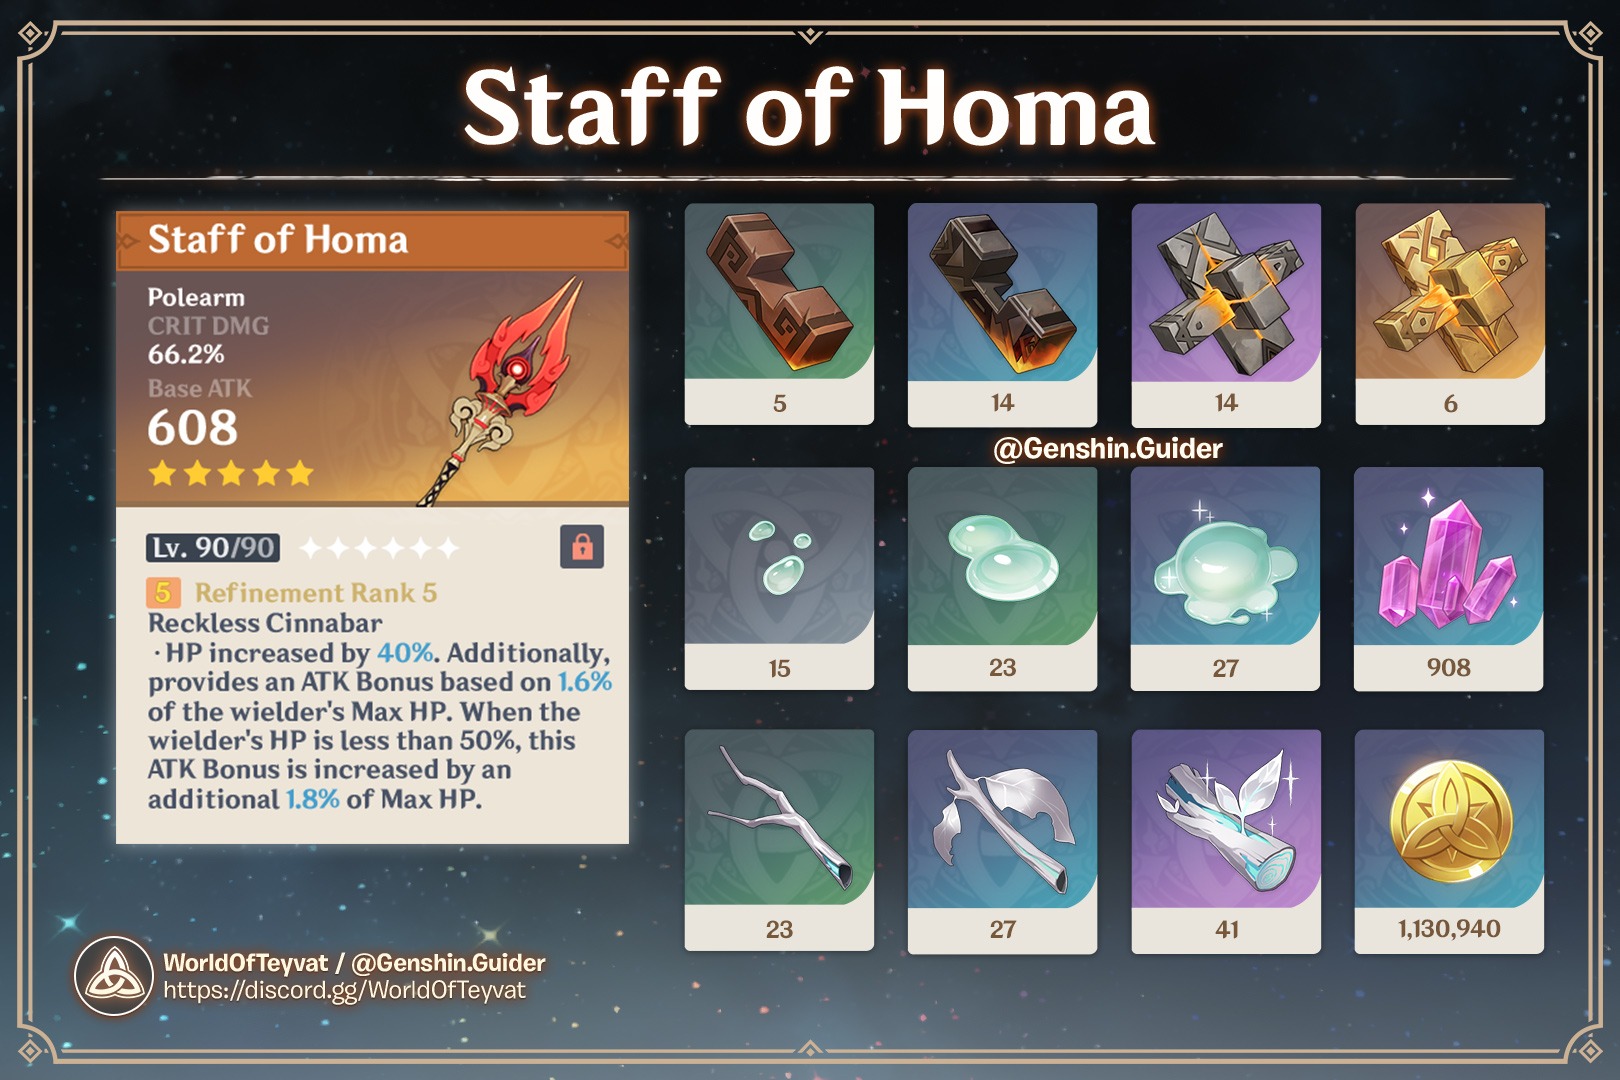 Staff of Homa
Staff of Homa
Polearm
CRIT DMG
66.2%
Base ATK
608
Lv. 90/90
5 Refinement Rank 5
Reckless Cinnabar
· HP increased by 40%. Additionally,
provides an ATK Bonus based on 1.6%
of the wielder's Max HP. When the
wielder's HP is less than 50%, this
ATK Bonus is increased by an
additional 1.8% of Max HP.
5
14
14
6
@Genshin.Guider
15
23
27
908
23
27
41
1,130,940
WorldOfTeyvat / @Genshin.Guider
https://discord.gg/WorldOfTeyvat